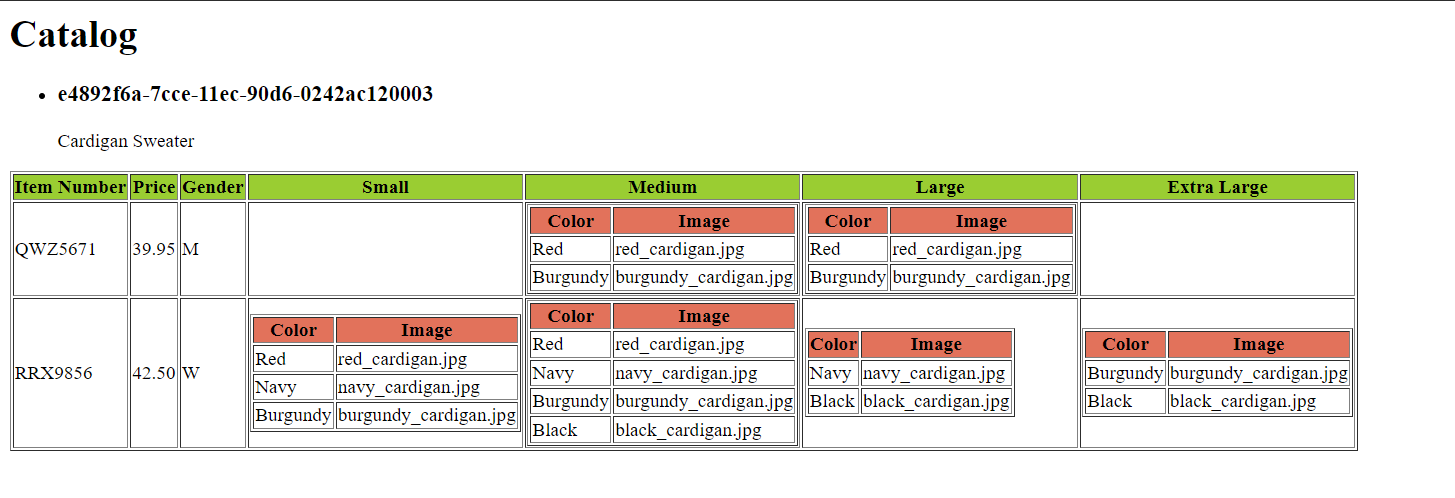 Catalog
e4892f6a-7cce-11ec-90d6-0242ac120003
Cardigan Sweater
Item Number Price Gender Small Medium Large Extra Large
QWZ5671 39.95 M
Color Image
Red red_cardigan.jpg
Burgundy burgundy_cardigan.jpg
Color Image
Red red_cardigan.jpg
Burgundy burgundy_cardigan.jpg
RRX9856 42.50 W
Color Image
Red red_cardigan.jpg
Navy navy_cardigan.jpg
Burgundy burgundy_cardigan.jpg
Color Image
Red red_cardigan.jpg
Navy navy_cardigan.jpg
Burgundy burgundy_cardigan.jpg
Black black_cardigan.jpg
Color Image
Navy navy_cardigan.jpg
Black black_cardigan.jpg
Color Image
Burgundy burgundy_cardigan.jpg
Black black_cardigan.jpg